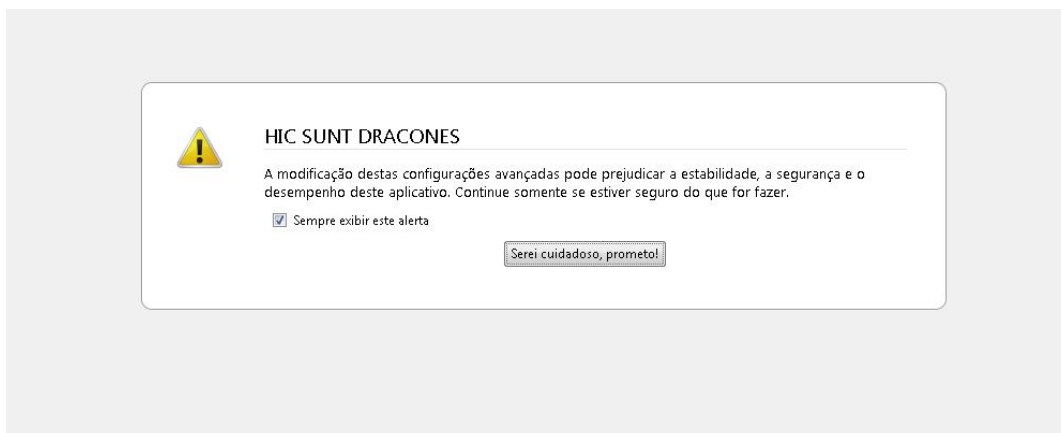 HIC SUNT DRACONES
A modificação destas configurações avançadas pode prejudicar a estabilidade, a segurança e o
desempenho deste aplicativo. Continue somente se estiver seguro do que for fazer.
Sempre exibir este alerta
Serei cuidadoso, prometo!